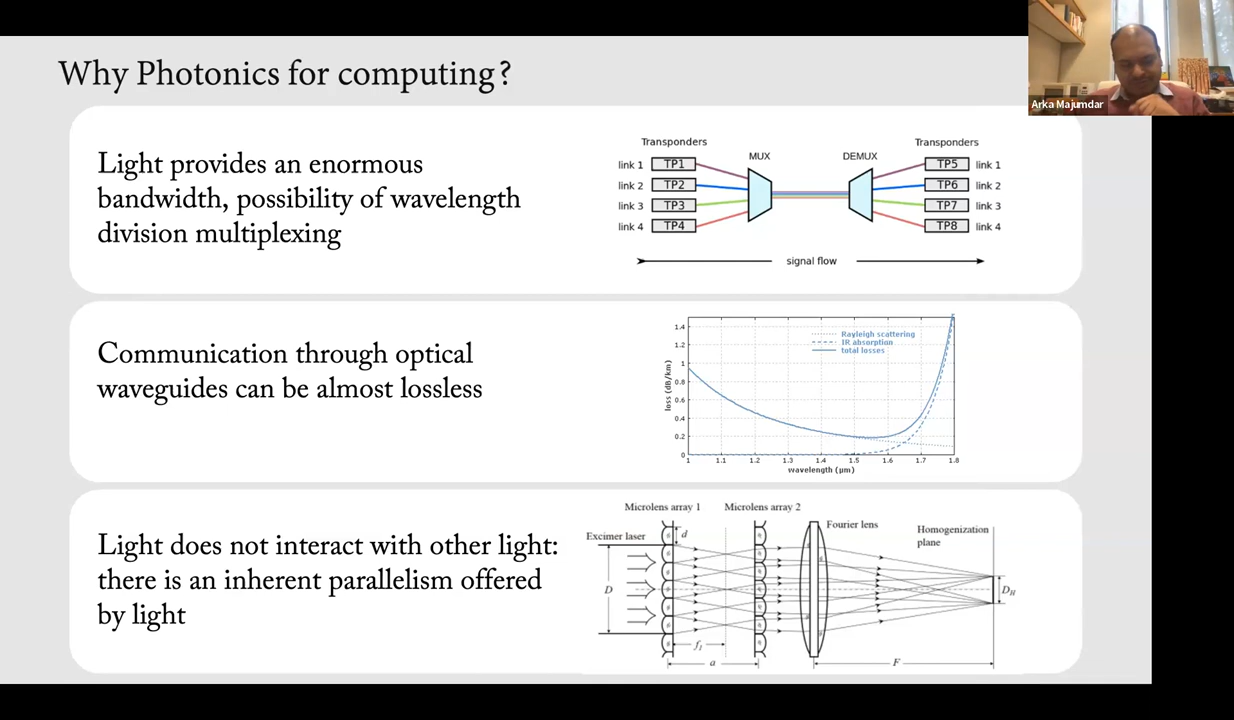 Why Photonics for computing?
Arka Majumdar
Light provides an enormous
bandwidth, possibility of wavelength
division multiplexing
Transponders
Transponders
MUX
DEMUX
link 1 TP1
TP5 link 1
link 2 TP2
TP6 link 2
link 3 TP3
TP7 link 3
link 4 TP4
TP8 link 4
signal flow
Communication through optical
waveguides can be almost lossless
Rayleigh scattering
IR absorption
total losses
loss (dB/km)
1.4
1.2
1
0.8
0.6
0.4
0.2
0
1 1.1 1.2 1.3 1.4 1.5 1.6 1.7 1.8
wavelength (µm)
Light does not interact with other light:
there is an inherent parallelism offered
by light
Microlens array 1
Microlens array 2
Excimer laser
Fourier lens
Homogenization
plane
d
D
D_H
f_1
a
F